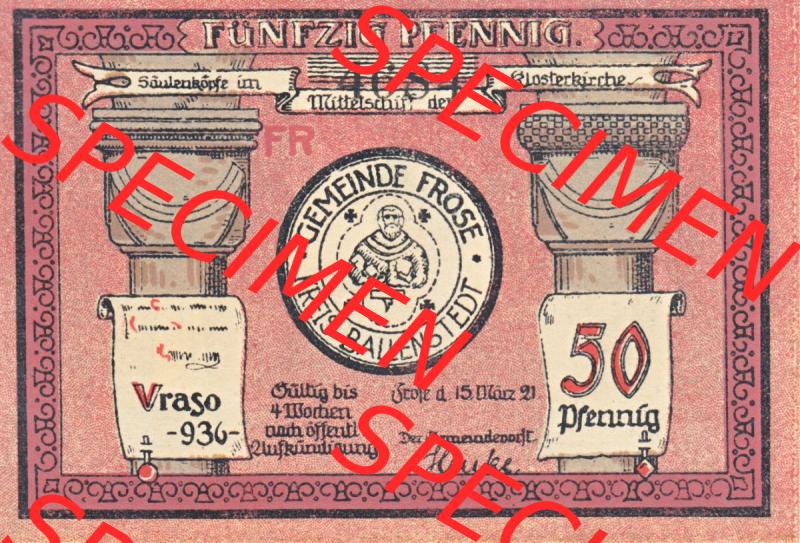 FÜNFZIG PFENNIG.
Säulenköpfe im
Mittelschiff der
Klosterkirche
FR
GEMEINDE FROSE
BALLENSTEDT
Vraso
-936-
50
Pfennig
Gültig bis
4 Wochen
nach öffentl
Aufkündigung
Frose d. 15. März 21
Der Gemeindevorst.
SPECIMEN
SPECIMEN
SPECIMEN